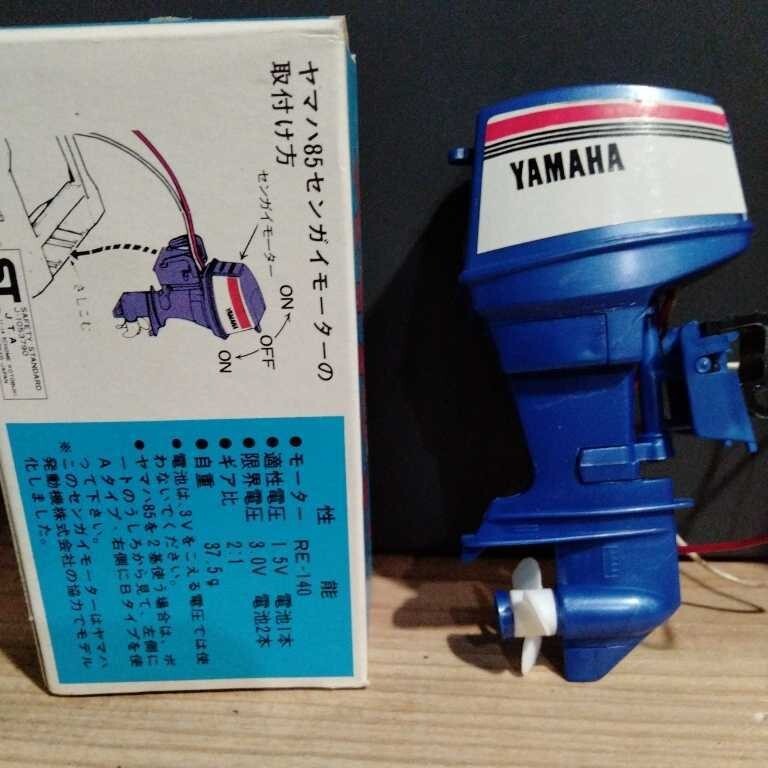 ヤマハ85センガイモーターの
取付け方
センガイモーター
ON
OFF
ON
さしこむ
YAMAHA
ST
SAFETY STANDARD
JTA
性能
●モーター RE-140
●適性電圧 1.5V 電池1本
●限界電圧 3.0V 電池2本
●ギア比 2:1
●自重 37.5g
●電池は、3Vをこえる電圧では使
わないでください。
●ヤマハ85を2基使う場合は、ボ
ートのうしろから見て、左側に
Aタイプ・右側にBタイプを使
って下さい。
※このセンガイモーターはヤマハ
発動機株式会社の協力でモデル
化しました。
YAMAHA